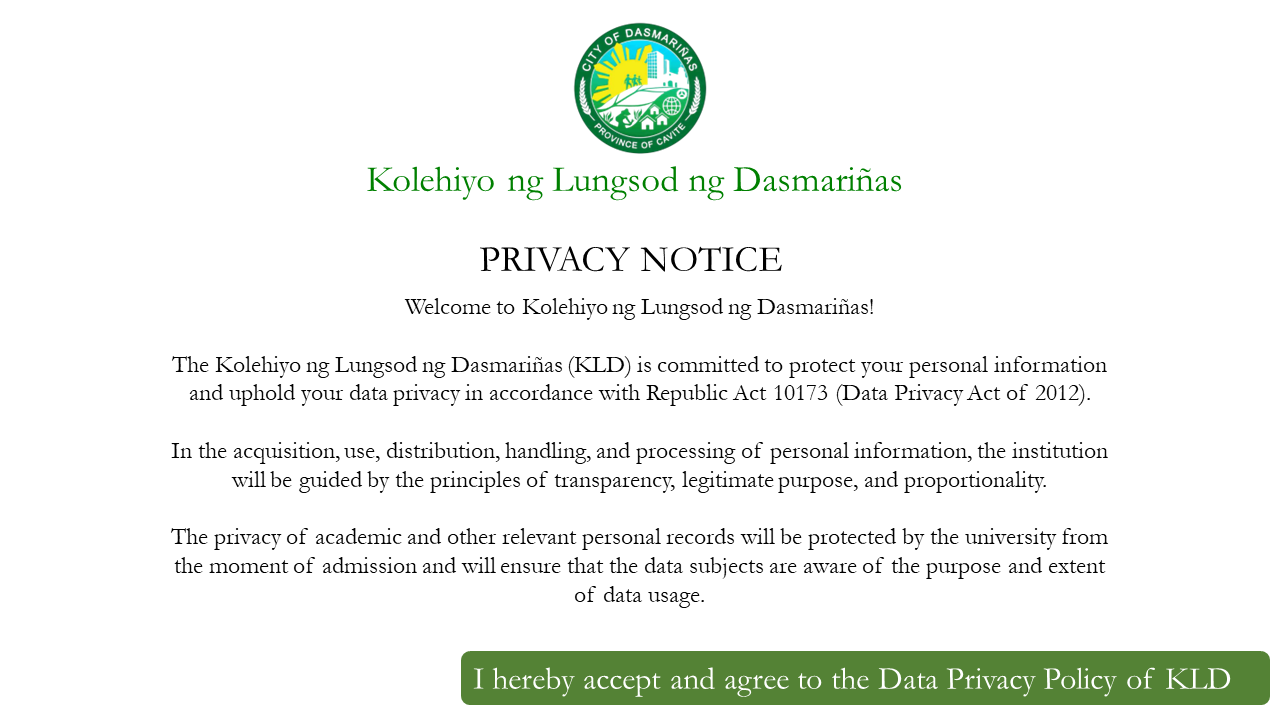 CITY OF DASMARIÑAS
PROVINCE OF CAVITE
Kolehiyo ng Lungsod ng Dasmariñas
PRIVACY NOTICE
Welcome to Kolehiyo ng Lungsod ng Dasmariñas!
The Kolehiyo ng Lungsod ng Dasmariñas (KLD) is committed to protect your personal information
and uphold your data privacy in accordance with Republic Act 10173 (Data Privacy Act of 2012).
In the acquisition, use, distribution, handling, and processing of personal information, the institution
will be guided by the principles of transparency, legitimate purpose, and proportionality.
The privacy of academic and other relevant personal records will be protected by the university from
the moment of admission and will ensure that the data subjects are aware of the purpose and extent
of data usage.
I hereby accept and agree to the Data Privacy Policy of KLD